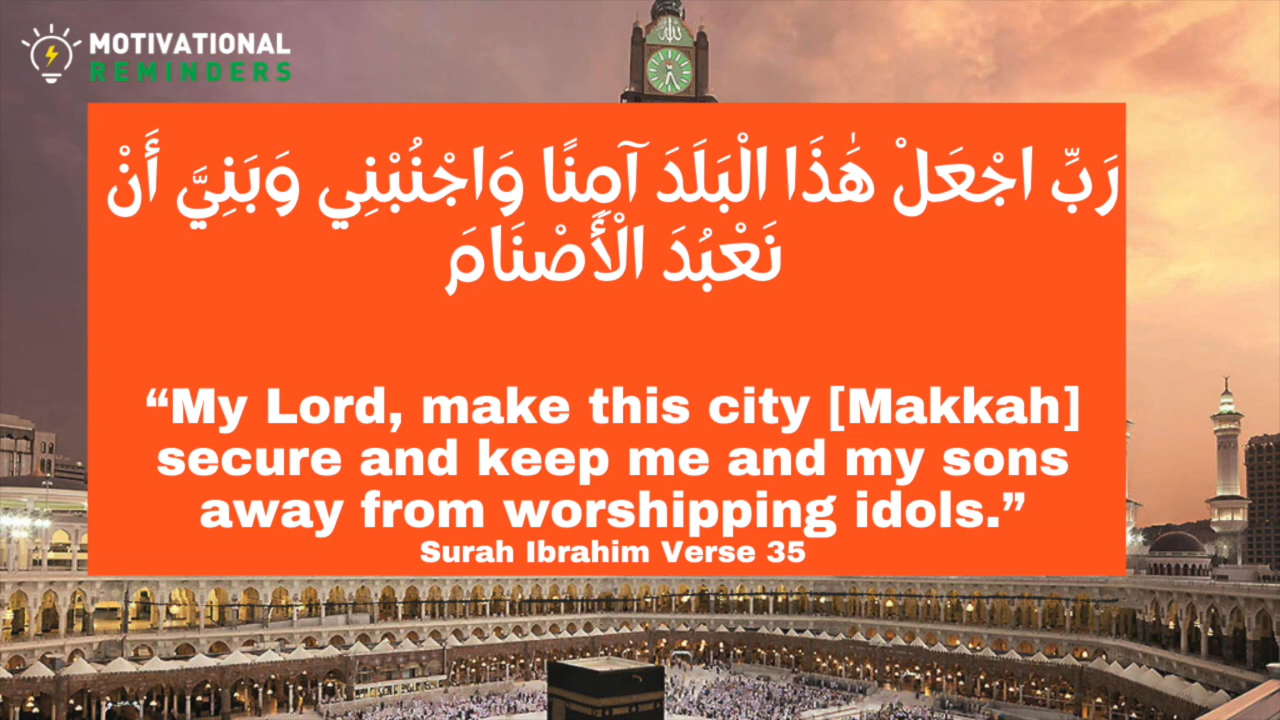 MOTIVATIONAL
REMINDERS
رَبِّ اجْعَلْ هَٰذَا الْبَلَدَ آمِنًا وَاجْنُبْنِي وَبَنِيَّ أَنْ
نَعْبُدَ الْأَصْنَامَ
“My Lord, make this city [Makkah]
secure and keep me and my sons
away from worshipping idols.”
Surah Ibrahim Verse 35